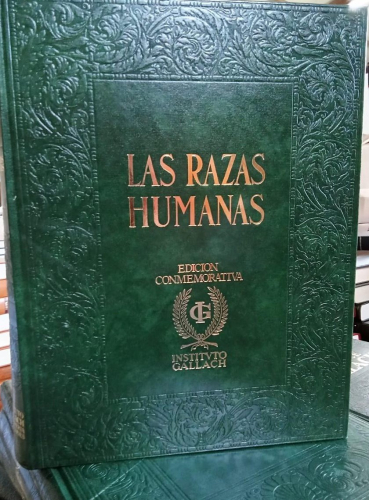 LAS RAZAS
HUMANAS
EDICION
CONMEMORATIVA
IG
INSTITVTO
GALLACH